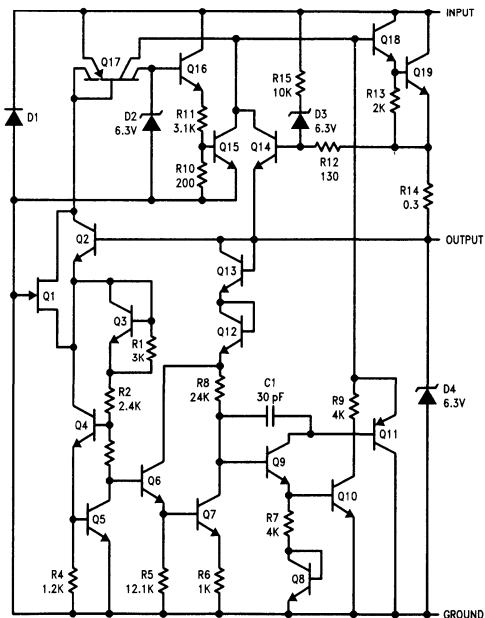 INPUT
Q17
Q18
Q16
Q19
R15
10K
R13
2K
D1
D2
6.3V
R11
3.1K
D3
6.3V
Q15
Q14
R10
200
R12
130
R14
0.3
Q2
OUTPUT
Q13
Q1
Q3
Q12
R1
3K
R2
2.4K
R8
24K
C1
30 pF
R9
4K
D4
6.3V
Q4
Q11
Q9
Q6
Q10
Q5
Q7
R7
4K
R4
1.2K
R5
12.1K
R6
1K
Q8
GROUND